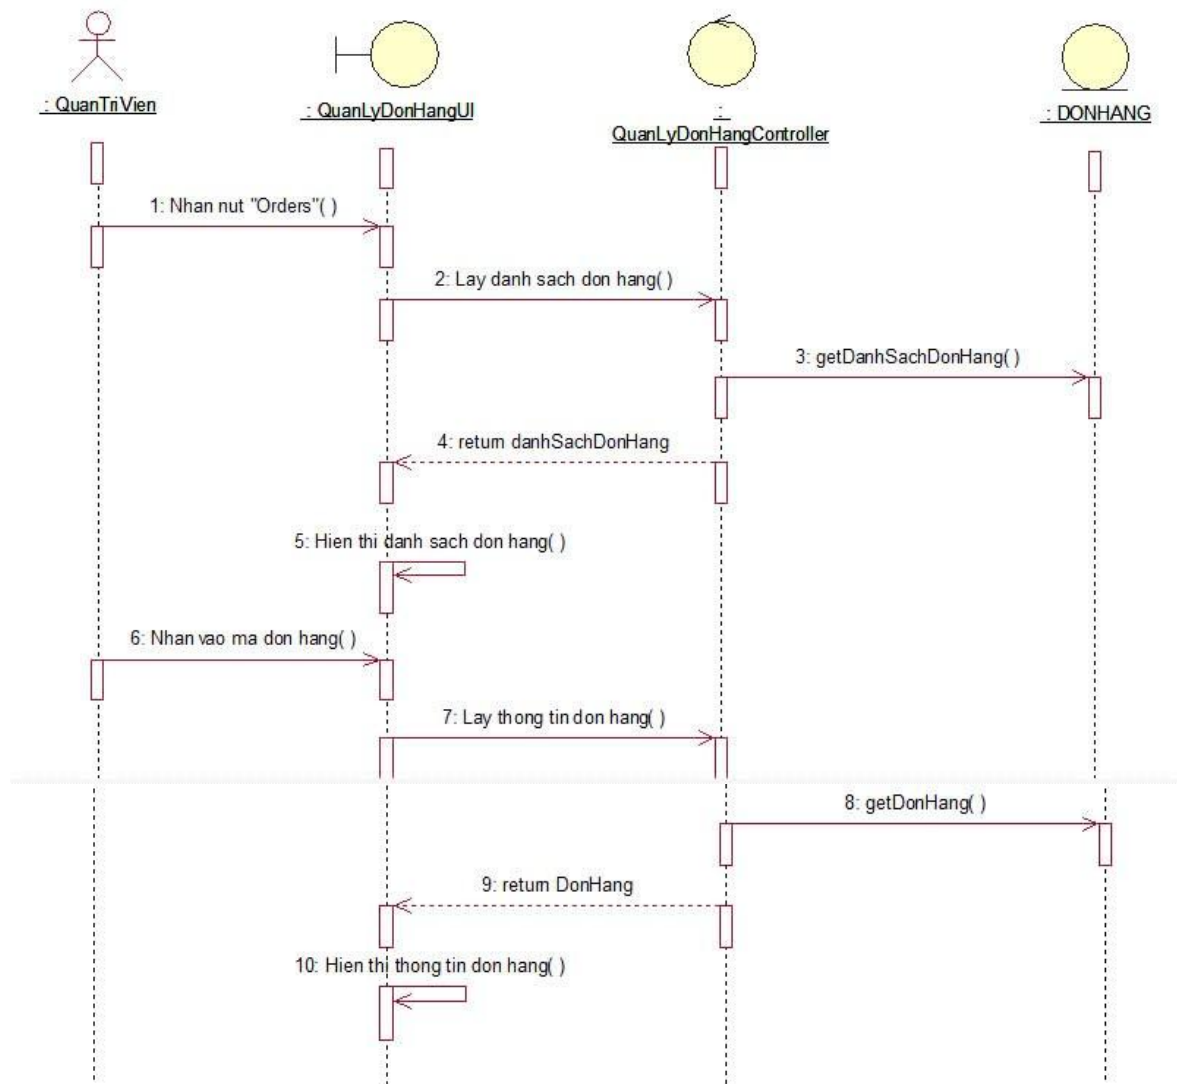 : QuanTriVien
: QuanLyDonHangUI
:
QuanLyDonHangController
: DONHANG
1: Nhan nut "Orders"( )
2: Lay danh sach don hang( )
3: getDanhSachDonHang( )
4: return danhSachDonHang
5: Hien thi danh sach don hang( )
6: Nhan vao ma don hang( )
7: Lay thong tin don hang( )
8: getDonHang( )
9: return DonHang
10: Hien thi thong tin don hang( )